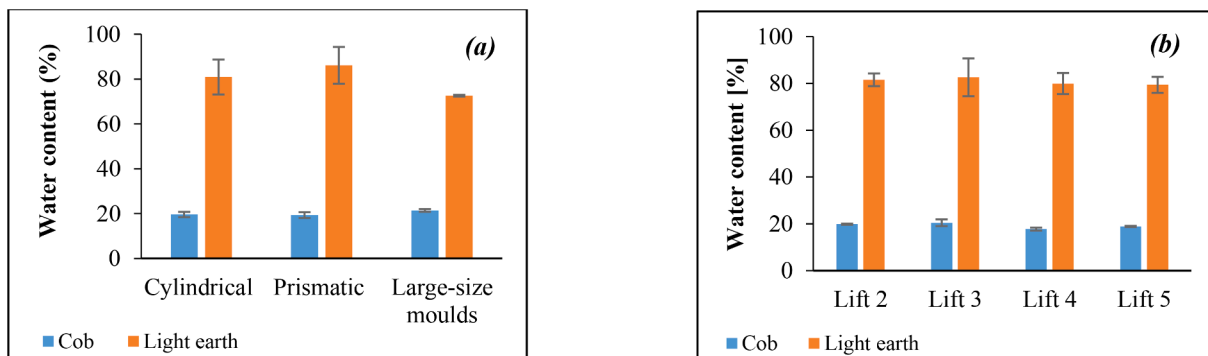 (a)
Water content (%)
100
80
60
40
20
0
Cylindrical Prismatic Large-size
moulds
Cob Light earth
(b)
Water content [%]
100
80
60
40
20
0
Lift 2 Lift 3 Lift 4 Lift 5
Cob Light earth